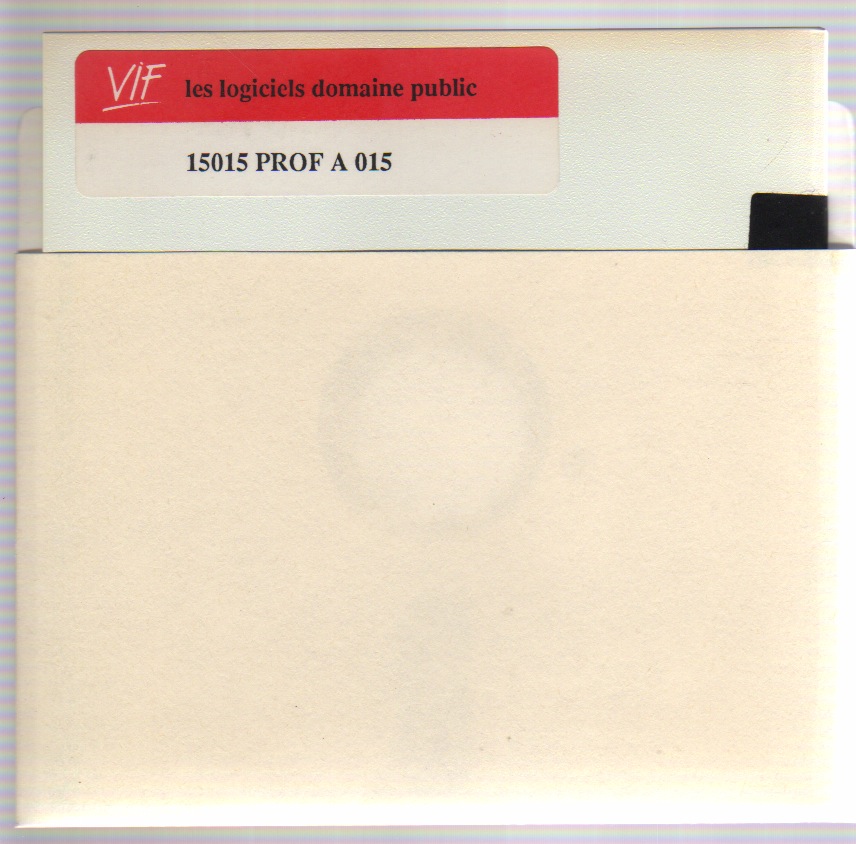 VIF les logiciels domaine public
15015 PROF A 015